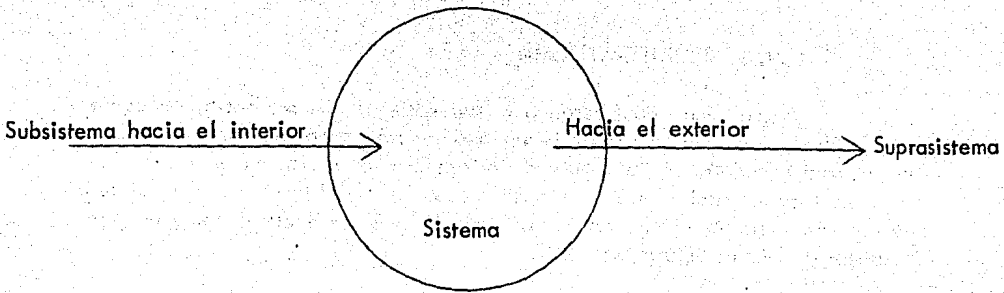 Subsistema hacia el interior
Hacia el exterior
Suprasistema
Sistema